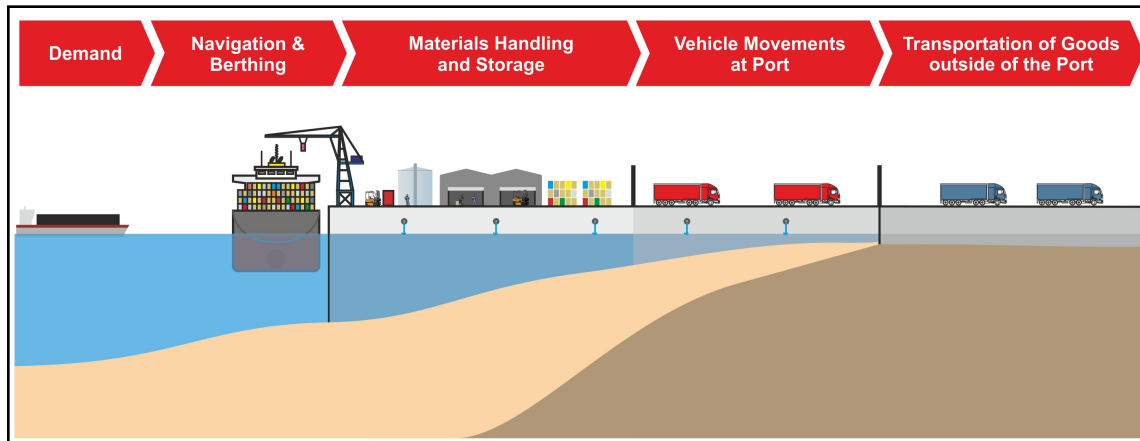 Demand
Navigation &
Berthing
Materials Handling
and Storage
Vehicle Movements
at Port
Transportation of Goods
outside of the Port